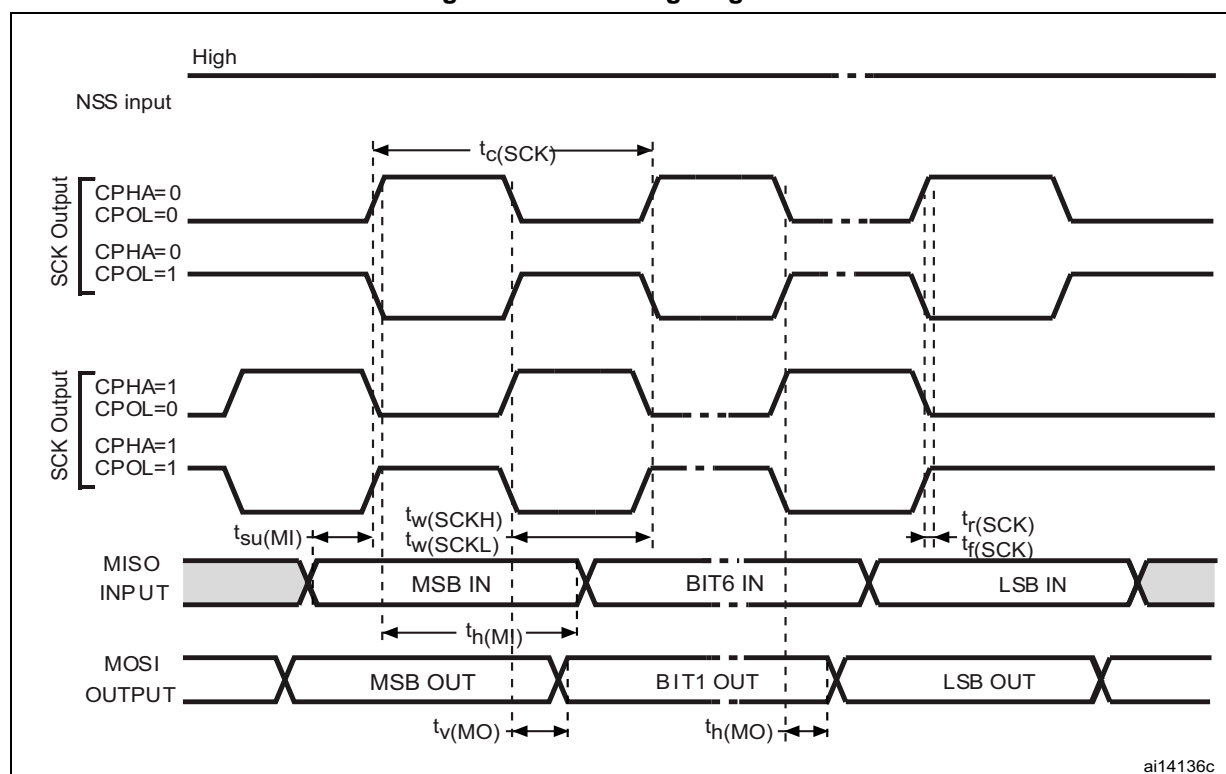 High
NSS input
tc(SCK)
SCK Output
CPHA=0
CPOL=0
CPHA=0
CPOL=1
SCK Output
CPHA=1
CPOL=0
CPHA=1
CPOL=1
tsu(MI)
tw(SCKH)
tw(SCKL)
tr(SCK)
tf(SCK)
MISO
INPUT
MSB IN
BIT6 IN
LSB IN
th(MI)
MOSI
OUTPUT
MSB OUT
BIT1 OUT
LSB OUT
tv(MO)
th(MO)
ai14136c